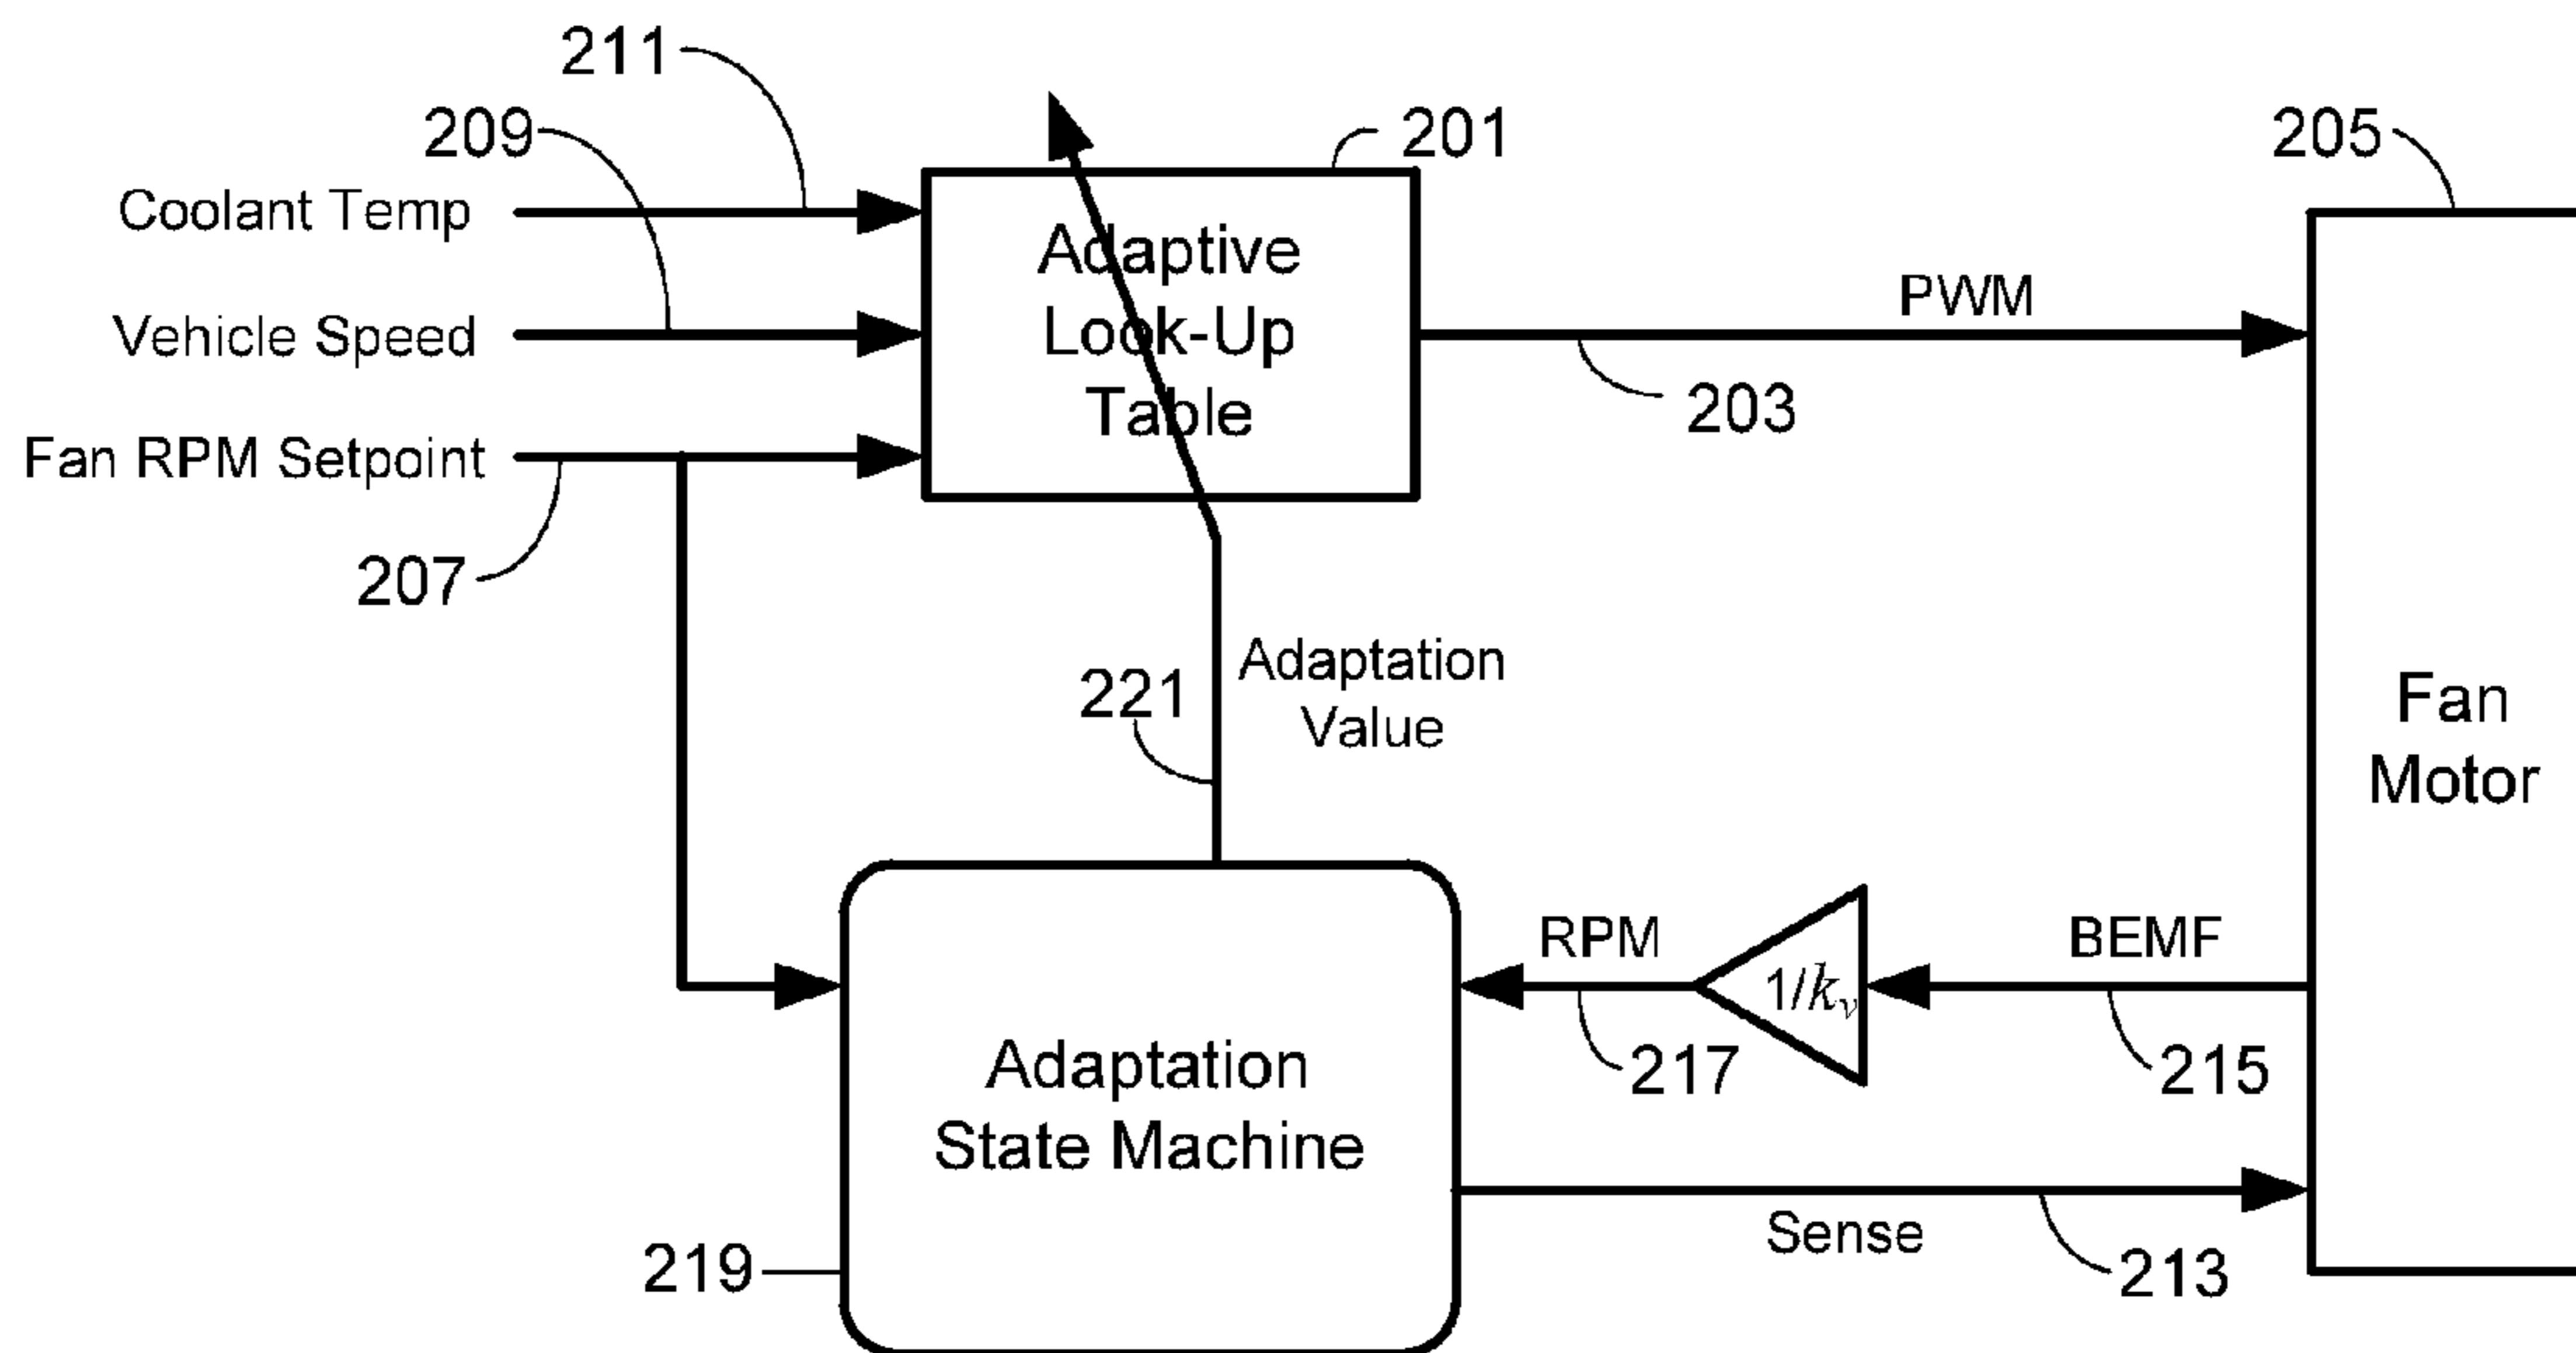 211
209
201
205
Coolant Temp
Vehicle Speed
Fan RPM Setpoint
207
Adaptive
Look-Up
Table
PWM
203
221
Adaptation
Value
Fan
Motor
RPM
1/kv
BEMF
217
215
Adaptation
State Machine
Sense
213
219